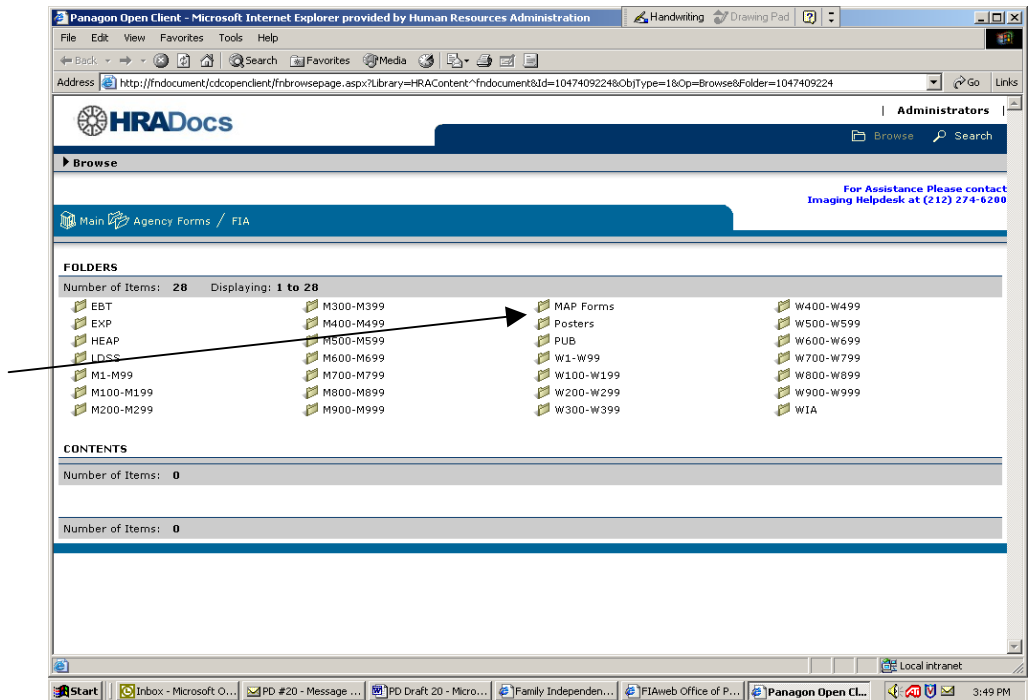 Panagon Open Client - Microsoft Internet Explorer provided by Human Resources Administration
Handwriting Drawing Pad
File Edit View Favorites Tools Help
Back Search Favorites Media
Address http://fndocument/cdcopenclient/fnbrowsepage.aspx?Library=HRAContent^fndocument&Id=1047409224&ObjType=1&Op=Browse&Folder=1047409224 Go Links
HRADocs
| Administrators |
Browse Search
Browse
For Assistance Please contact
Imaging Helpdesk at (212) 274-6200
Main Agency Forms / FIA
FOLDERS
Number of Items: 28 Displaying: 1 to 28
EBT M300-M399 MAP Forms W400-W499
EXP M400-M499 Posters W500-W599
HEAP M500-M599 PUB W600-W699
LDSS M600-M699 W1-W99 W700-W799
M1-M99 M700-M799 W100-W199 W800-W899
M100-M199 M800-M899 W200-W299 W900-W999
M200-M299 M900-M999 W300-W399 WIA
CONTENTS
Number of Items: 0
Number of Items: 0
Local intranet
Start Inbox - Microsoft O... PD #20 - Message ... PD Draft 20 - Micro... Family Independen... FIAweb Office of P... Panagon Open Cl... 3:49 PM